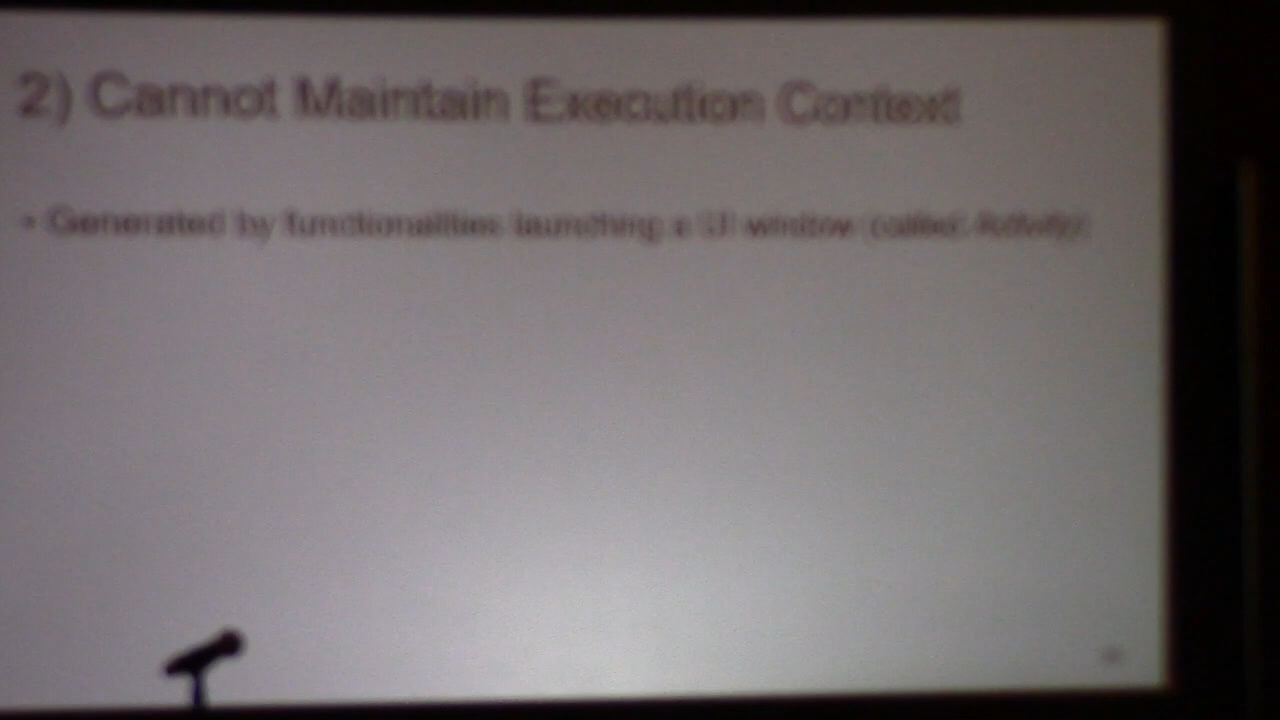 2) Cannot Maintain Execution Context
• Generated by functionalities launching a UI window (called Activity)